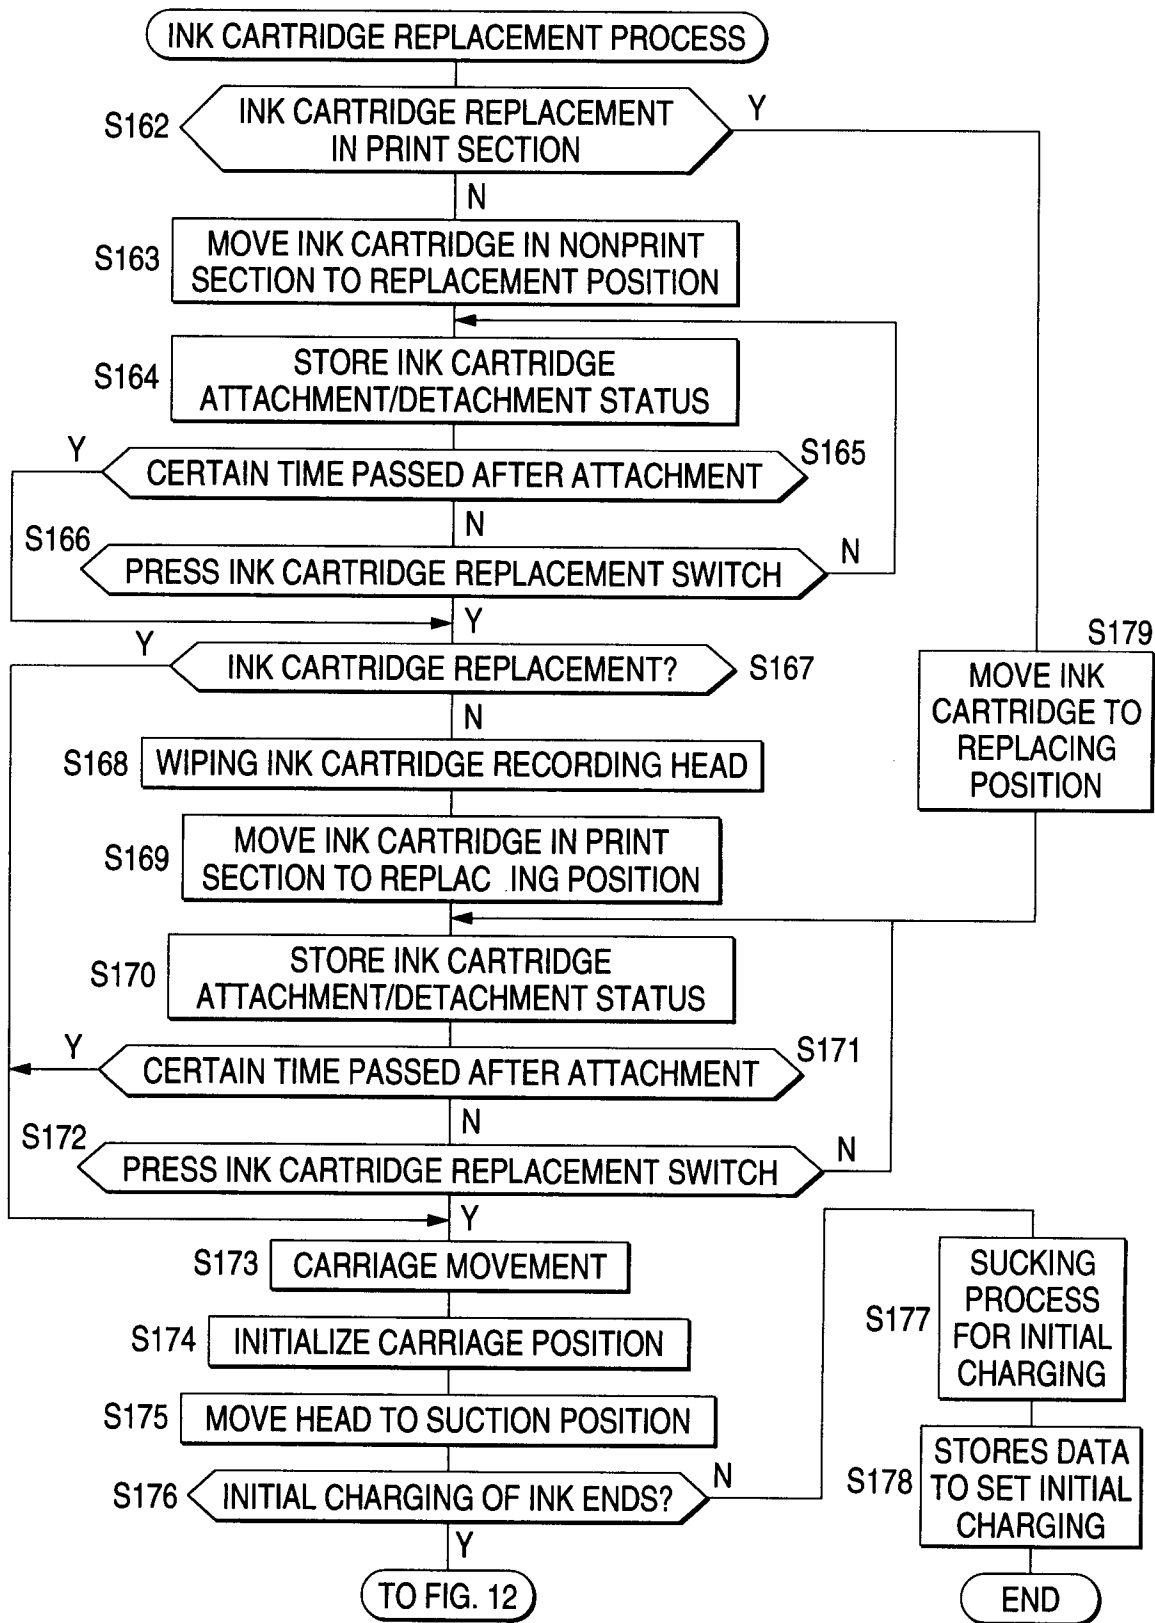 INK CARTRIDGE REPLACEMENT PROCESS
S162
INK CARTRIDGE REPLACEMENT
IN PRINT SECTION
Y
N
S163
MOVE INK CARTRIDGE IN NONPRINT
SECTION TO REPLACEMENT POSITION
S164
STORE INK CARTRIDGE
ATTACHMENT/DETACHMENT STATUS
Y
CERTAIN TIME PASSED AFTER ATTACHMENT
S165
N
S166
PRESS INK CARTRIDGE REPLACEMENT SWITCH
N
Y
Y
INK CARTRIDGE REPLACEMENT?
S167
N
S179
MOVE INK
CARTRIDGE TO
REPLACING
POSITION
S168
WIPING INK CARTRIDGE RECORDING HEAD
S169
MOVE INK CARTRIDGE IN PRINT
SECTION TO REPLAC ING POSITION
S170
STORE INK CARTRIDGE
ATTACHMENT/DETACHMENT STATUS
Y
CERTAIN TIME PASSED AFTER ATTACHMENT
S171
N
S172
PRESS INK CARTRIDGE REPLACEMENT SWITCH
N
Y
S173
CARRIAGE MOVEMENT
S174
INITIALIZE CARRIAGE POSITION
S175
MOVE HEAD TO SUCTION POSITION
S176
INITIAL CHARGING OF INK ENDS?
N
Y
TO FIG. 12
S177
SUCKING
PROCESS
FOR INITIAL
CHARGING
S178
STORES DATA
TO SET INITIAL
CHARGING
END